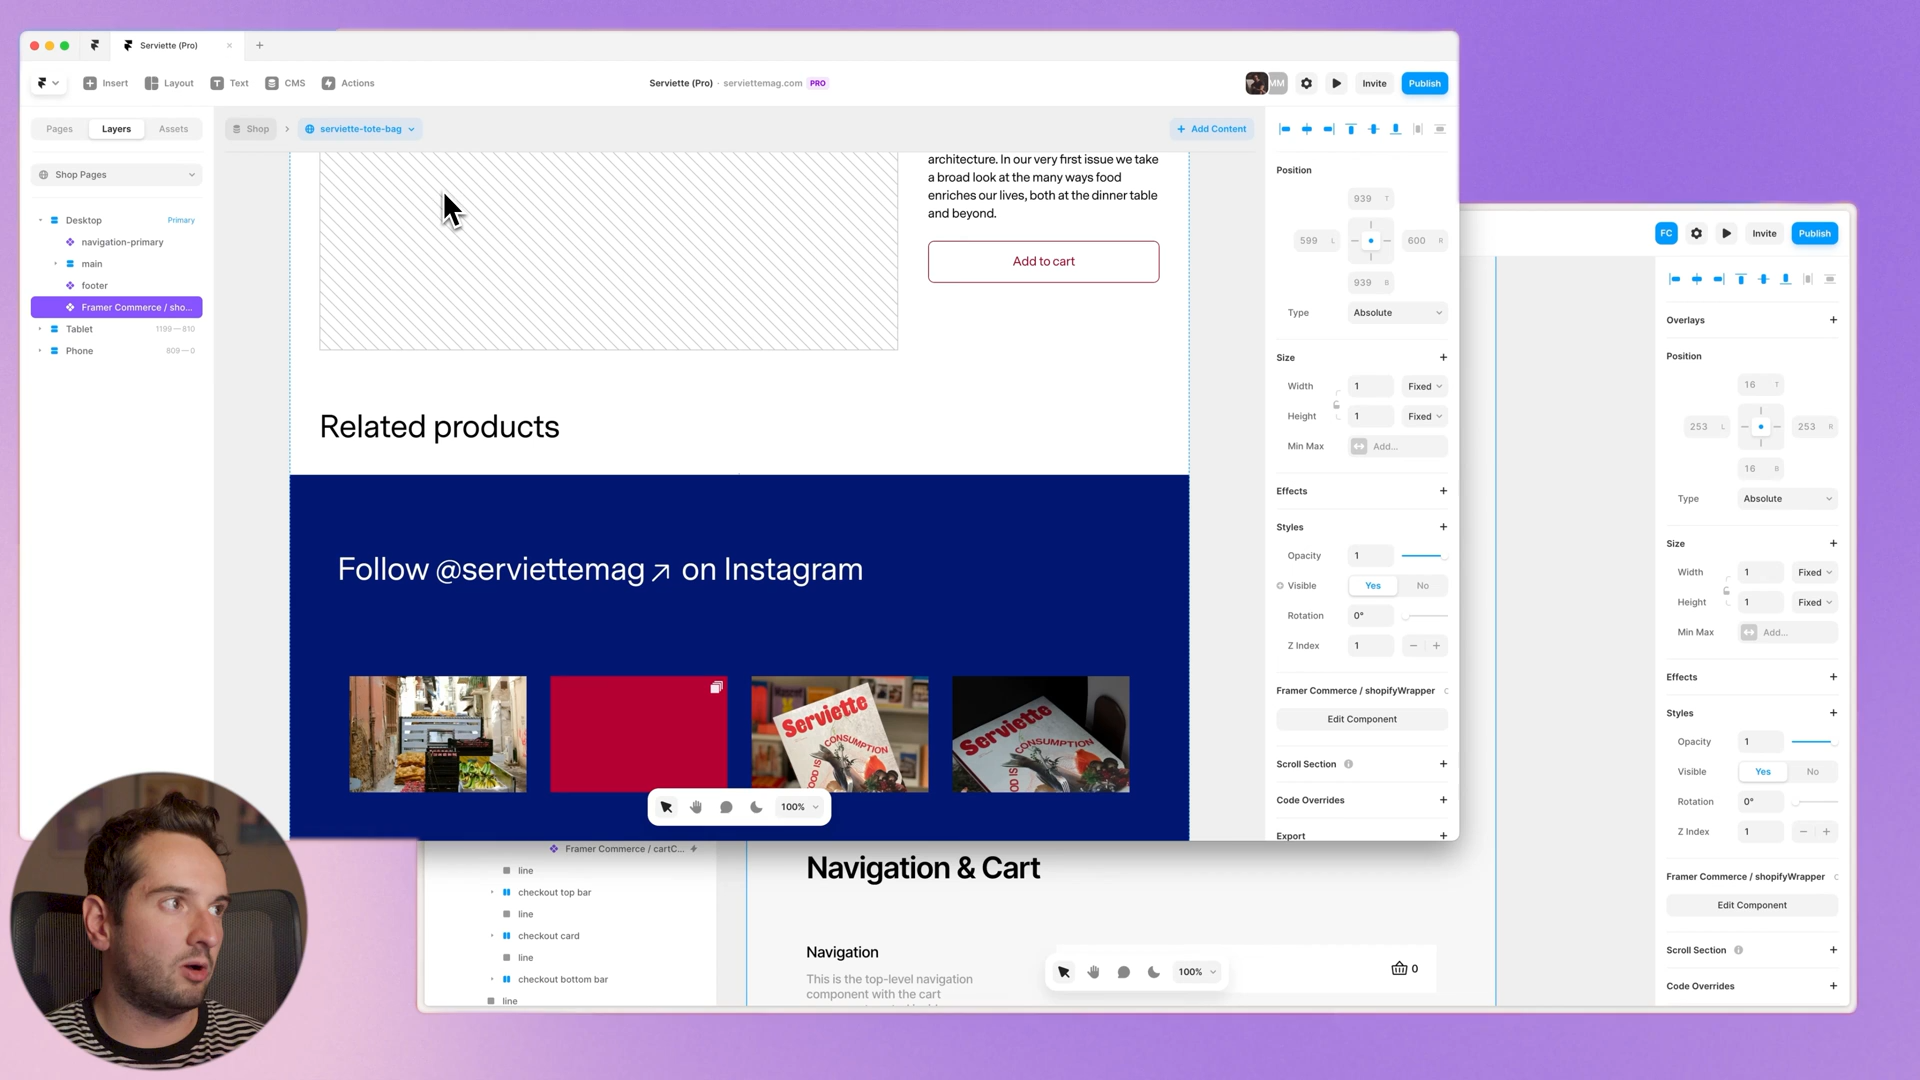 Serviette (Pro)
Insert
Layout
Text
CMS
Actions
Serviette (Pro) · serviettemag.com PRO
MM
Invite
Publish
Pages
Layers
Assets
Shop
serviette-tote-bag
Add Content
Shop Pages
Desktop
Primary
navigation-primary
main
footer
Framer Commerce / sho...
Tablet
1199 — 810
Phone
809 — 0
architecture. In our very first issue we take
a broad look at the many ways food
enriches our lives, both at the dinner table
and beyond.
Add to cart
Related products
Follow @serviettemag ↗ on Instagram
Serviette
CONSUMPTION
FOOD IS
Serviette
CONSUMPTION
FOOD IS
100%
Position
939 T
599 L
600 R
939 B
Type
Absolute
Size
Width
1
Fixed
Height
1
Fixed
Min Max
Add...
Effects
Styles
Opacity
1
Visible
Yes
No
Rotation
0°
Z Index
1
Framer Commerce / shopifyWrapper
Edit Component
Scroll Section
Code Overrides
Export
FC
Invite
Publish
Overlays
Position
16 T
253 L
253 R
16 B
Type
Absolute
Size
Width
1
Fixed
Height
1
Fixed
Min Max
Add...
Effects
Styles
Opacity
1
Visible
Yes
No
Rotation
0°
Z Index
1
Framer Commerce / shopifyWrapper
Edit Component
Scroll Section
Code Overrides
Framer Commerce / cartC...
line
checkout top bar
line
checkout card
line
checkout bottom bar
line
Navigation & Cart
Navigation
This is the top-level navigation
component with the cart
100%
0